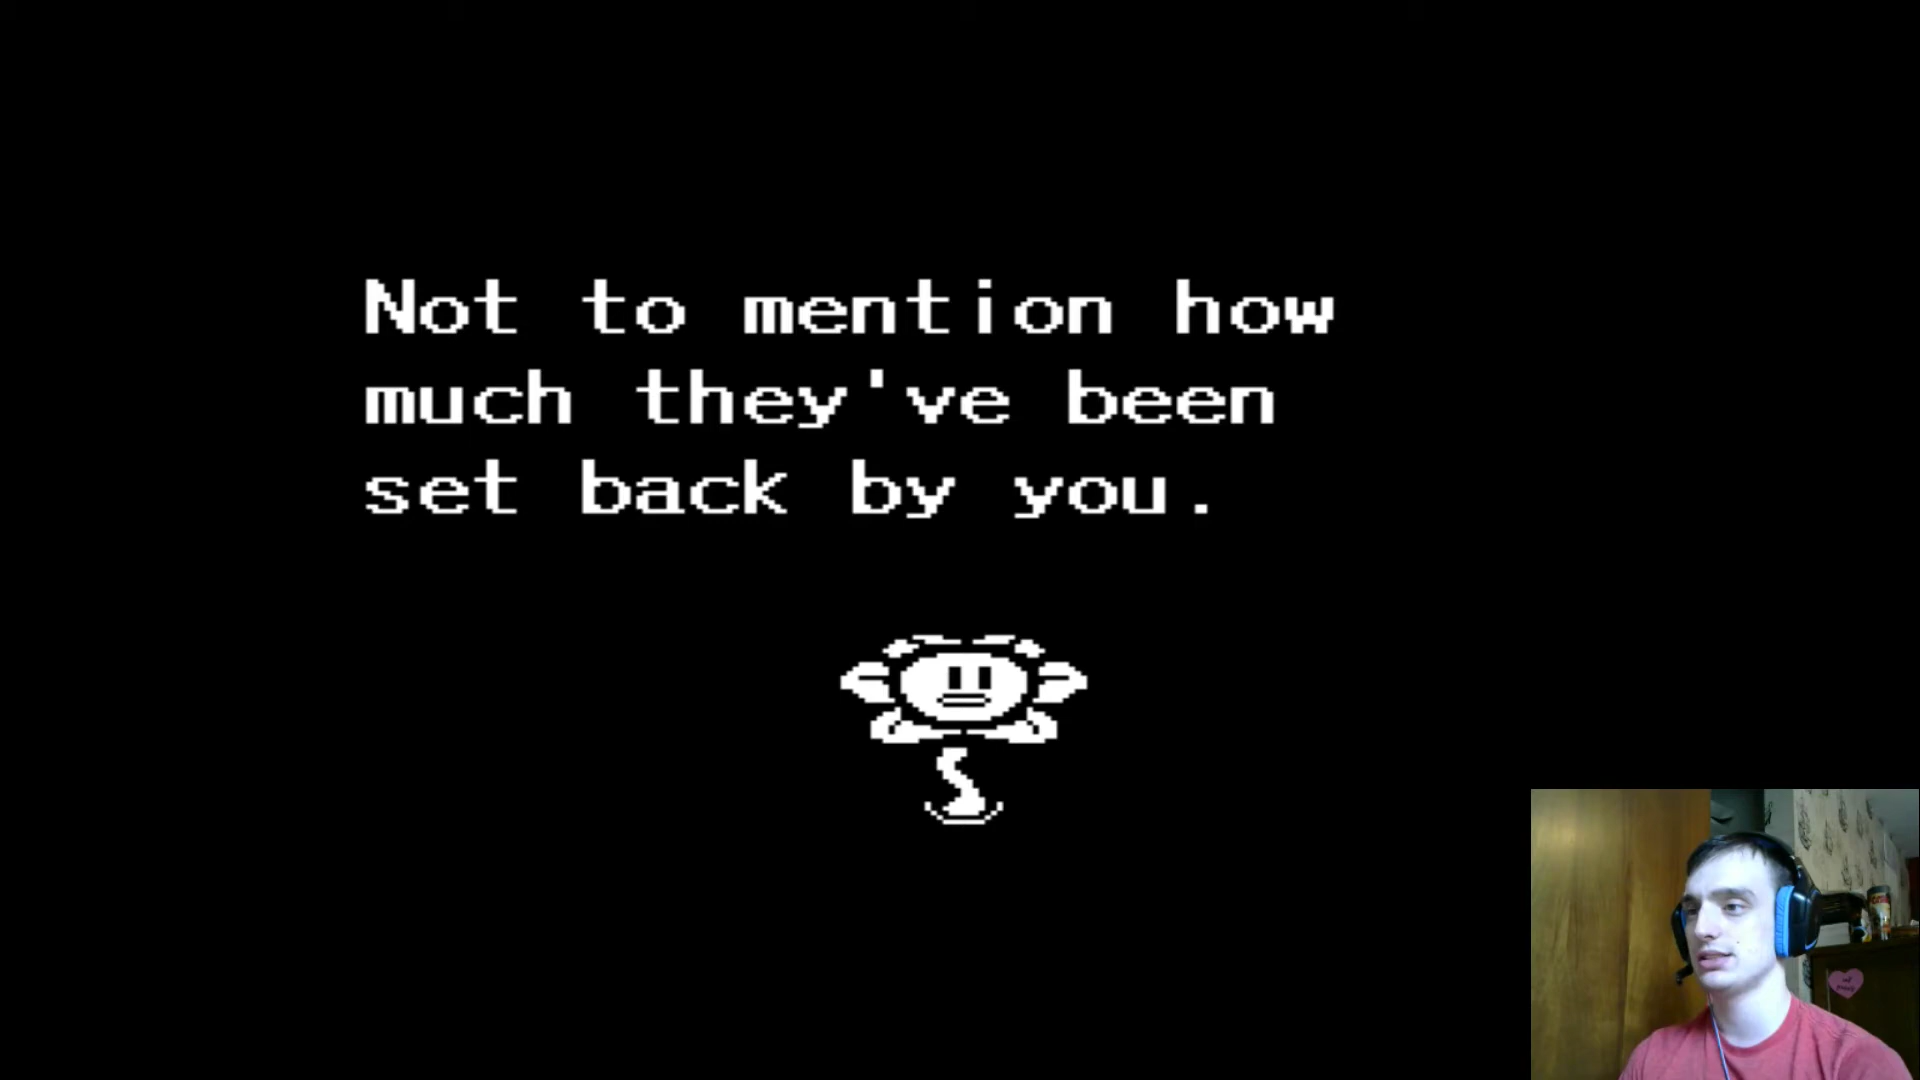 Not to mention how
much they've been
set back by you.